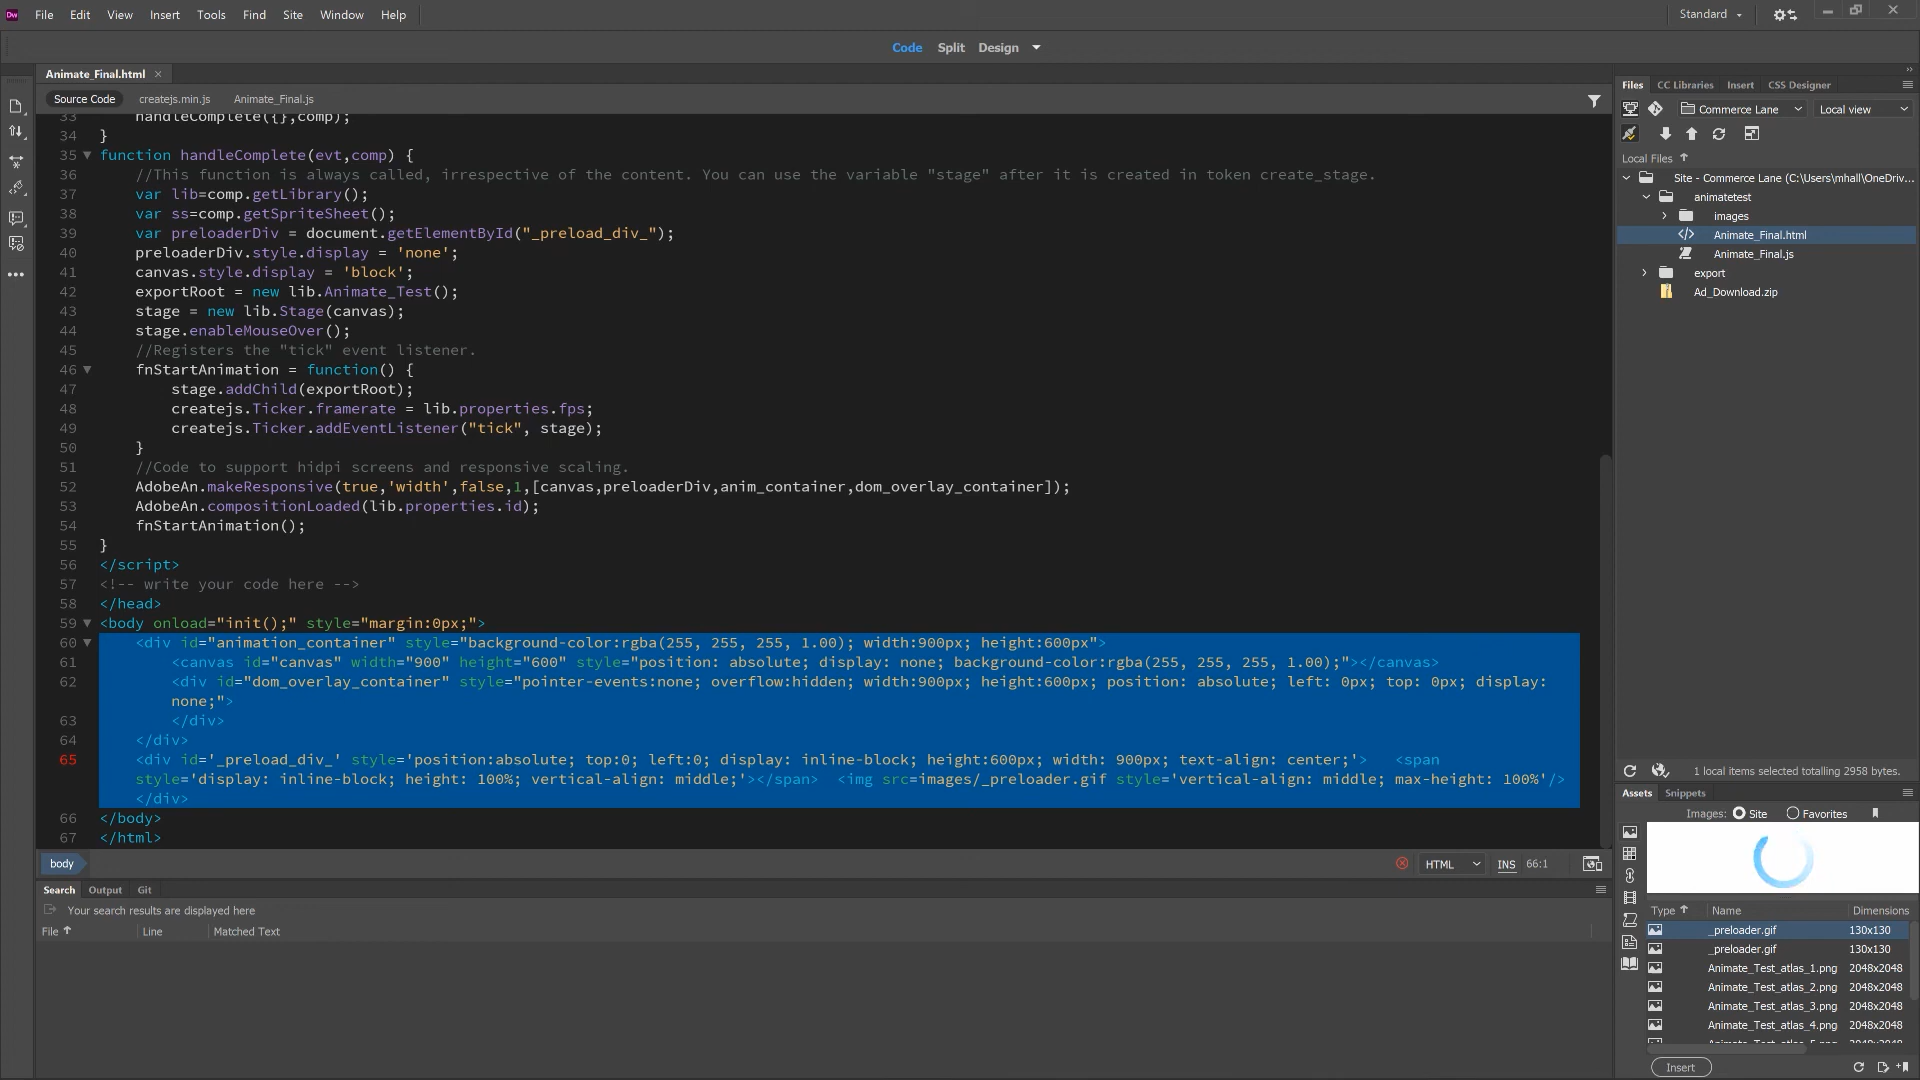 Dw File Edit View Insert Tools Find Site Window Help Standard
Code Split Design
Animate_Final.html ×
Source Code createjs.min.js Animate_Final.js
33 handleComplete({},comp);
34 }
35 function handleComplete(evt,comp) {
36 //This function is always called, irrespective of the content. You can use the variable "stage" after it is created in token create_stage.
37 var lib=comp.getLibrary();
38 var ss=comp.getSpriteSheet();
39 var preloaderDiv = document.getElementById("_preload_div_");
40 preloaderDiv.style.display = 'none';
41 canvas.style.display = 'block';
42 exportRoot = new lib.Animate_Test();
43 stage = new lib.Stage(canvas);
44 stage.enableMouseOver();
45 //Registers the "tick" event listener.
46 fnStartAnimation = function() {
47 stage.addChild(exportRoot);
48 createjs.Ticker.framerate = lib.properties.fps;
49 createjs.Ticker.addEventListener("tick", stage);
50 }
51 //Code to support hidpi screens and responsive scaling.
52 AdobeAn.makeResponsive(true,'width',false,1,[canvas,preloaderDiv,anim_container,dom_overlay_container]);
53 AdobeAn.compositionLoaded(lib.properties.id);
54 fnStartAnimation();
55 }
56 </script>
57 <!-- write your code here -->
58 </head>
59 <body onload="init();" style="margin:0px;">
60 <div id="animation_container" style="background-color:rgba(255, 255, 255, 1.00); width:900px; height:600px">
61 <canvas id="canvas" width="900" height="600" style="position: absolute; display: none; background-color:rgba(255, 255, 255, 1.00);"></canvas>
62 <div id="dom_overlay_container" style="pointer-events:none; overflow:hidden; width:900px; height:600px; position: absolute; left: 0px; top: 0px; display:
none;">
63 </div>
64 </div>
65 <div id='_preload_div_' style='position:absolute; top:0; left:0; display: inline-block; height:600px; width: 900px; text-align: center;'> <span
style='display: inline-block; height: 100%; vertical-align: middle;'></span> <img src=images/_preloader.gif style='vertical-align: middle; max-height: 100%'/>
</div>
66 </body>
67 </html>
body HTML INS 66:1
Search Output Git
Your search results are displayed here
File Line Matched Text
Files CC Libraries Insert CSS Designer
Commerce Lane Local view
Local Files
Site - Commerce Lane (C:\Users\mhall\OneDriv...
animatetest
images
Animate_Final.html
Animate_Final.js
export
Ad_Download.zip
1 local items selected totalling 2958 bytes.
Assets Snippets
Images: Site Favorites
Type Name Dimensions
_preloader.gif 130x130
_preloader.gif 130x130
Animate_Test_atlas_1.png 2048x2048
Animate_Test_atlas_2.png 2048x2048
Animate_Test_atlas_3.png 2048x2048
Animate_Test_atlas_4.png 2048x2048
Insert